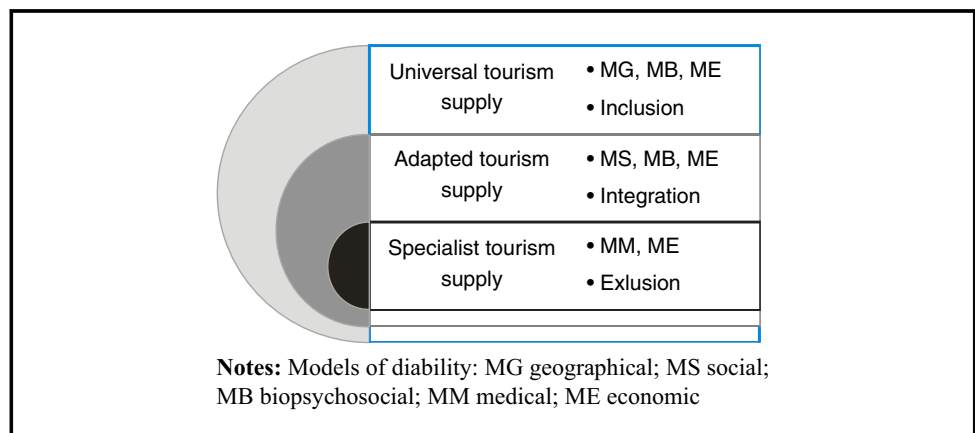 Universal tourism
supply
• MG, MB, ME
• Inclusion
Adapted tourism
supply
• MS, MB, ME
• Integration
Specialist tourism
supply
• MM, ME
• Exlusion
Notes: Models of diability: MG geographical; MS social;
MB biopsychosocial; MM medical; ME economic